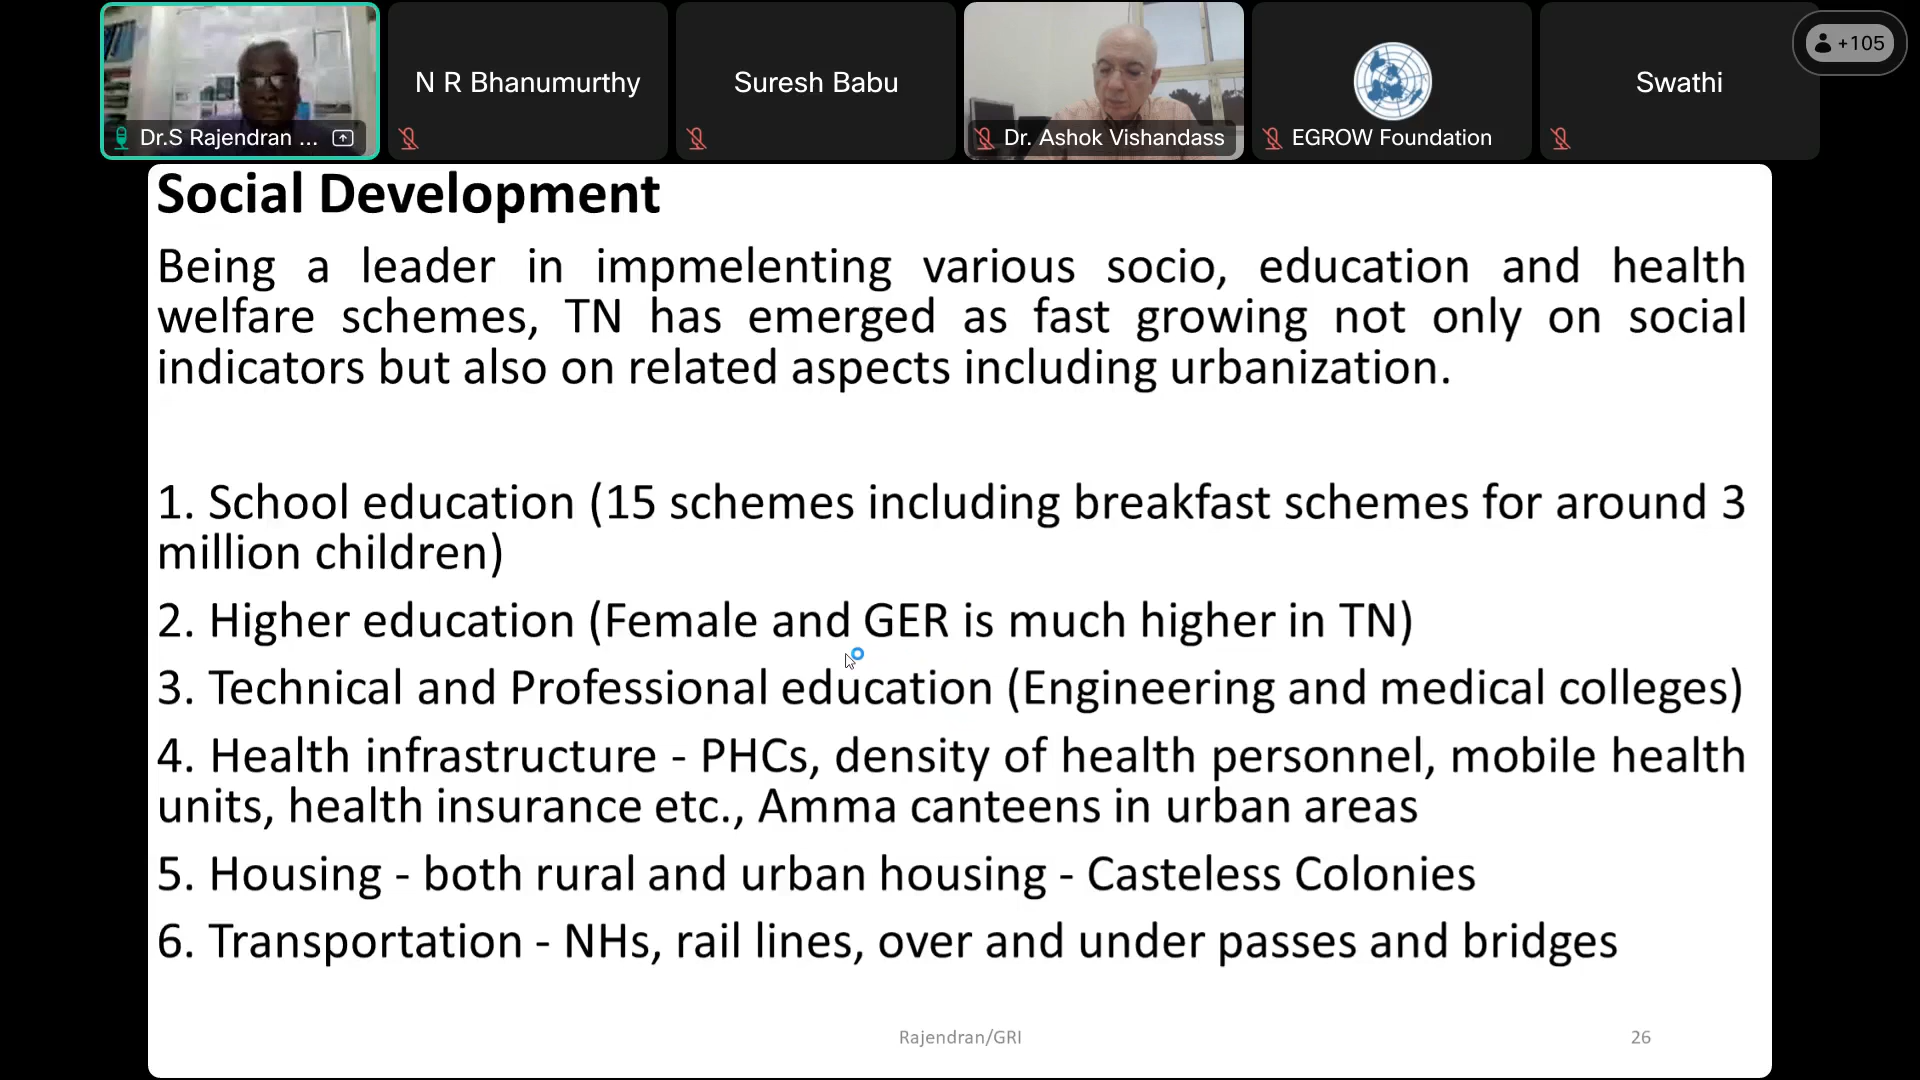 N R Bhanumurthy
Suresh Babu
Swathi
+105
Dr.S Rajendran ...
Dr. Ashok Vishandass
EGROW Foundation
Social Development
Being a leader in impmelenting various socio, education and health
welfare schemes, TN has emerged as fast growing not only on social
indicators but also on related aspects including urbanization.
1. School education (15 schemes including breakfast schemes for around 3
million children)
2. Higher education (Female and GER is much higher in TN)
3. Technical and Professional education (Engineering and medical colleges)
4. Health infrastructure - PHCs, density of health personnel, mobile health
units, health insurance etc., Amma canteens in urban areas
5. Housing - both rural and urban housing - Casteless Colonies
6. Transportation - NHs, rail lines, over and under passes and bridges
Rajendran/GRI
26